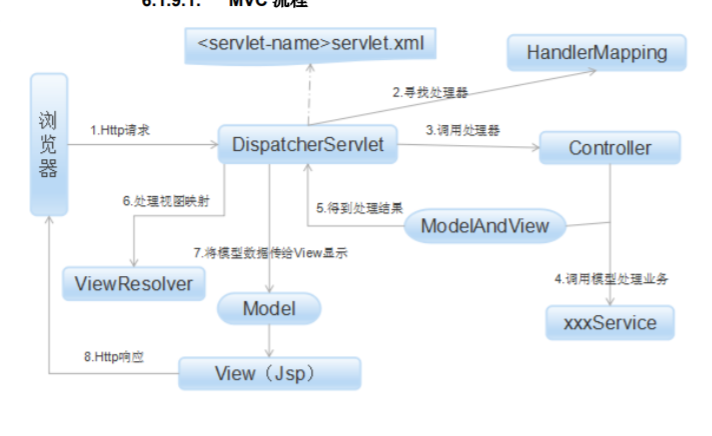 6.1.9.1. MVC 流程
<servlet-name>servlet.xml
HandlerMapping
2.寻找处理器
浏览器
1.Http请求
DispatcherServlet
3.调用处理器
Controller
6.处理视图映射
5.得到处理结果
ModelAndView
7.将模型数据传给View显示
4.调用模型处理业务
ViewResolver
Model
xxxService
8.Http响应
View（Jsp）